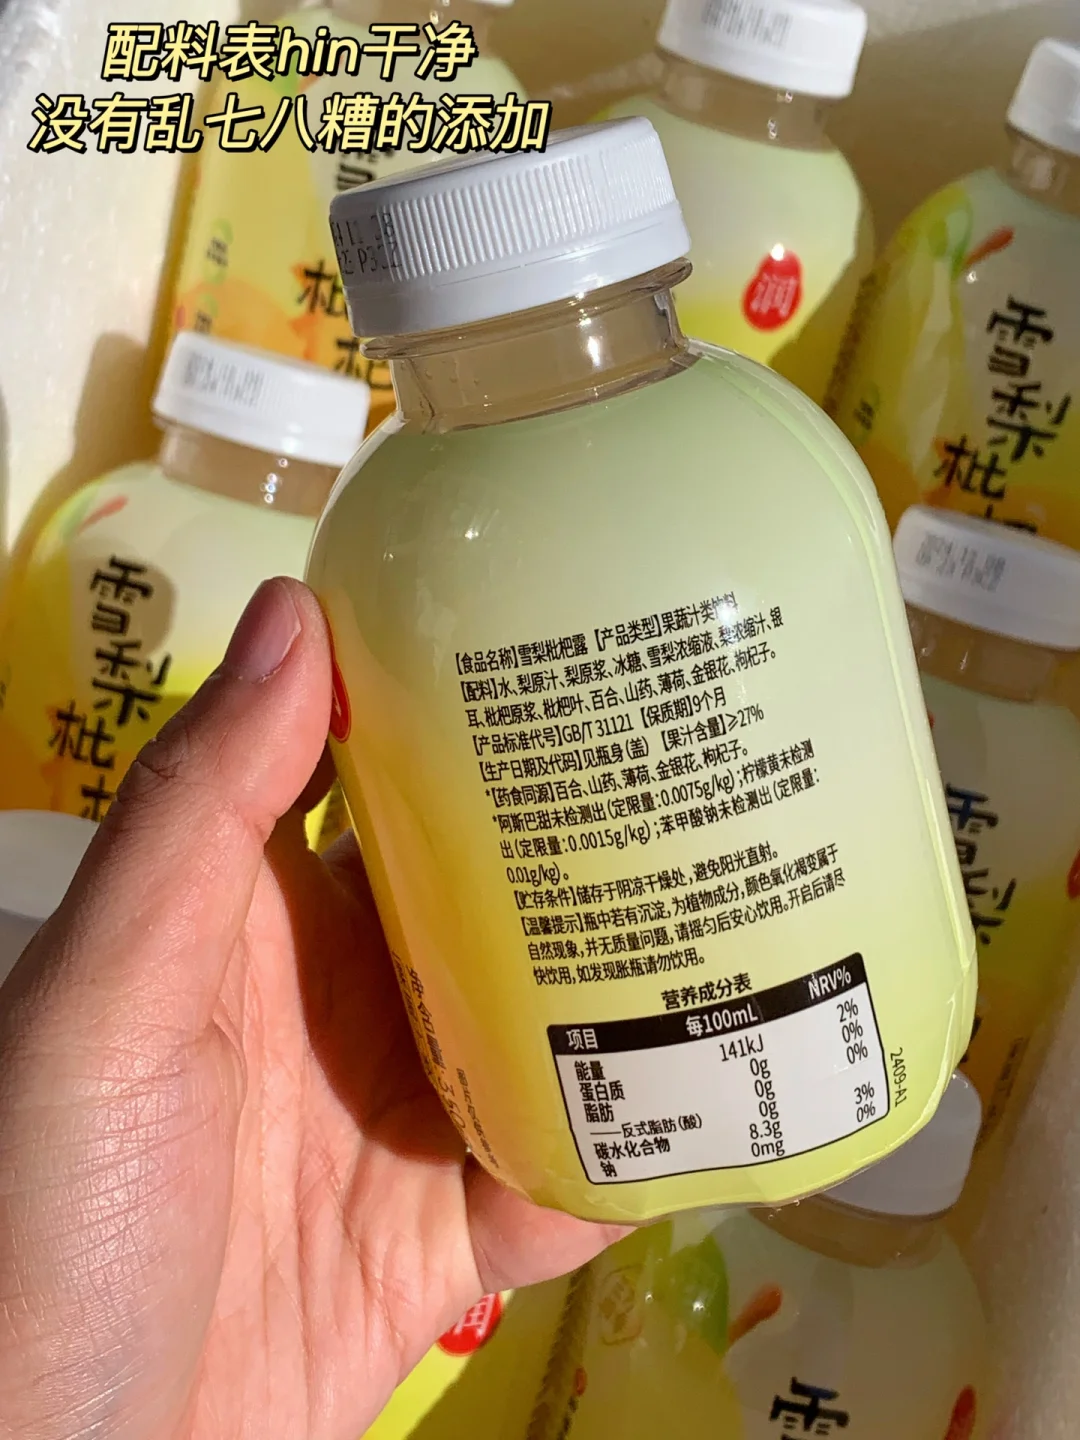 配料表hin干净
没有乱七八糟的添加
【食品名称】雪梨枇杷露 【产品类型】果蔬汁类饮料
【配料】水、梨原汁、梨原浆、冰糖、雪梨浓缩液、梨浓缩汁、银
耳、枇杷原浆、枇杷叶、百合、山药、薄荷、金银花、枸杞子。
【产品标准代号】GB/T 31121 【保质期】9个月
【生产日期及代码】见瓶身(盖) 【果汁含量】≥27%
*【药食同源】百合、山药、薄荷、金银花、枸杞子。
*阿斯巴甜未检测出(定限量:0.0075g/kg);柠檬黄未检测
出(定限量:0.0015g/kg);苯甲酸钠未检测出(定限量:
0.01g/kg)。
【贮存条件】储存于阴凉干燥处,避免阳光直射。
【温馨提示】瓶中若有沉淀,为植物成分,颜色氧化褐变属于
自然现象,并无质量问题,请摇匀后安心饮用。开启后请尽
快饮用,如发现胀瓶请勿饮用。
营养成分表
项目 每100mL NRV%
能量 141kJ 2%
蛋白质 0g 0%
脂肪 0g 0%
——反式脂肪(酸) 0g
碳水化合物 8.3g 3%
钠 0mg 0%
2409-A1
润
雪梨
枇
雪梨
枇
雪梨
枇
雪
润
雪